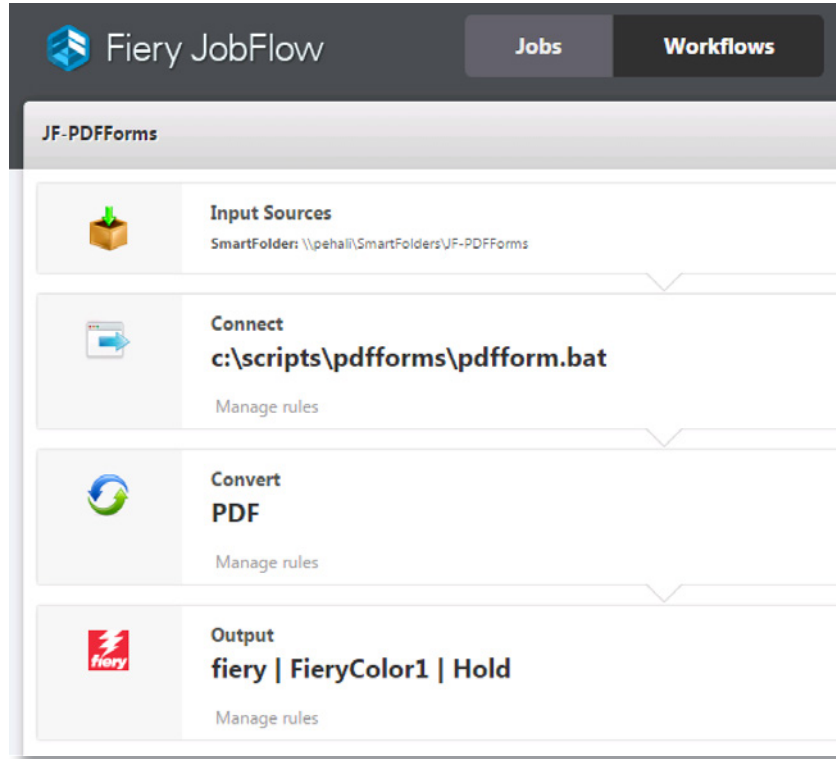 Fiery JobFlow
Jobs
Workflows
JF-PDFForms
Input Sources
SmartFolder: \\pehali\SmartFolders\JF-PDFForms
Connect
c:\scripts\pdfforms\pdfform.bat
Manage rules
Convert
PDF
Manage rules
fiery
Output
fiery | FieryColor1 | Hold
Manage rules